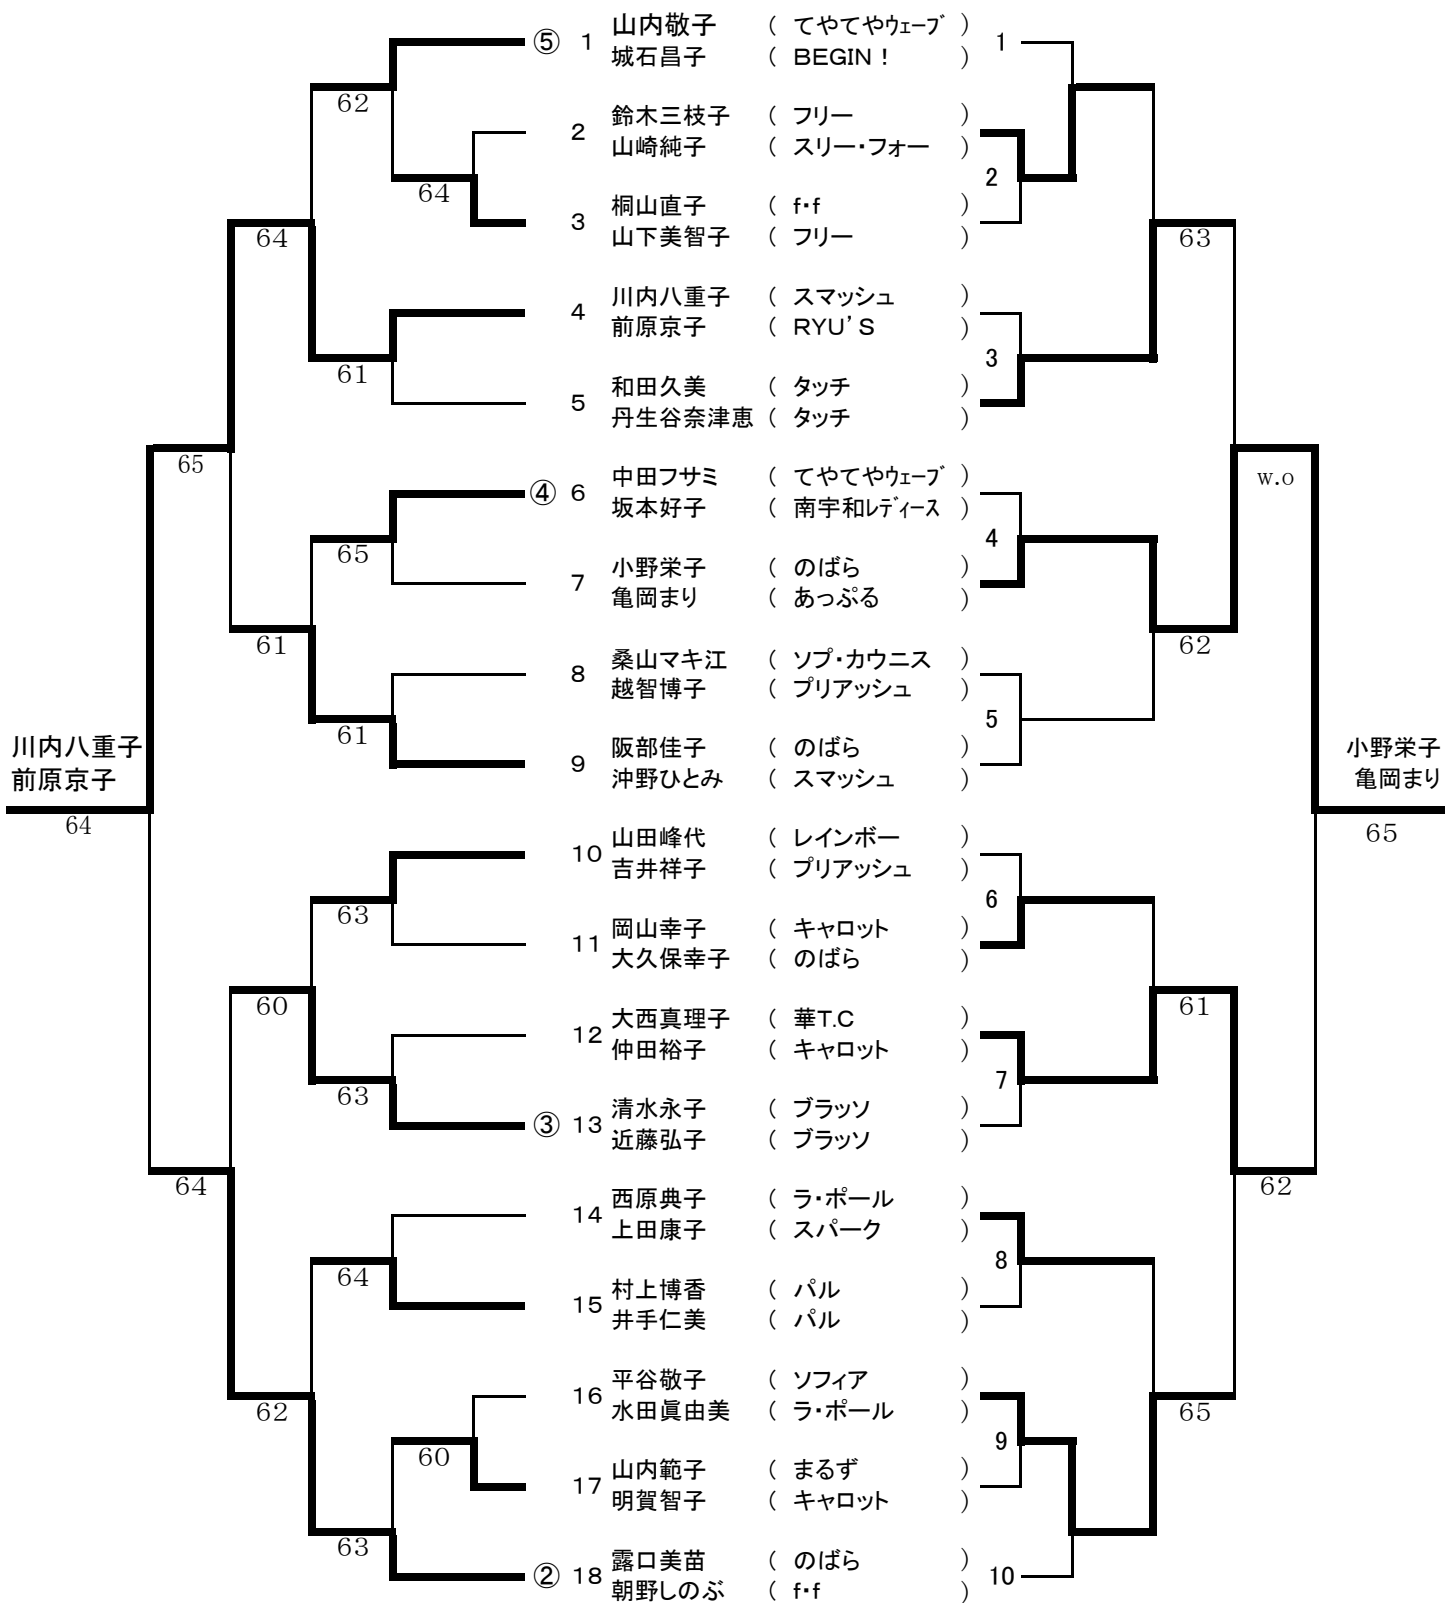 ⑤ 1 山内敬子 ( てやてやウェーブ ) 1
城石昌子 ( BEGIN! )
62
2 鈴木三枝子 ( フリー )
山崎純子 ( スリー・フォー )
64 2
3 桐山直子 ( f・f )
山下美智子 ( フリー )
64 63
4 川内八重子 ( スマッシュ )
前原京子 ( RYU'S )
61 3
5 和田久美 ( タッチ )
丹生谷奈津恵 ( タッチ )
65 w.o
④ 6 中田フサミ ( てやてやウェーブ )
坂本好子 ( 南宇和レディース )
65 4
7 小野栄子 ( のばら )
亀岡まり ( あっぷる )
61 62
8 桑山マキ江 ( ソプ・カウニス )
越智博子 ( プリアッシュ )
61 5
9 阪部佳子 ( のばら )
沖野ひとみ ( スマッシュ )
川内八重子 小野栄子
前原京子 亀岡まり
64 65
10 山田峰代 ( レインボー )
吉井祥子 ( プリアッシュ )
63 6
11 岡山幸子 ( キャロット )
大久保幸子 ( のばら )
60 61
12 大西真理子 ( 華T.C )
仲田裕子 ( キャロット )
63 7
③ 13 清水永子 ( ブラッソ )
近藤弘子 ( ブラッソ )
64 62
14 西原典子 ( ラ・ポール )
上田康子 ( スパーク )
64 8
15 村上博香 ( パル )
井手仁美 ( パル )
62 65
16 平谷敬子 ( ソフィア )
水田眞由美 ( ラ・ポール )
60 9
17 山内範子 ( まるず )
明賀智子 ( キャロット )
63
② 18 露口美苗 ( のばら ) 10
朝野しのぶ ( f・f )